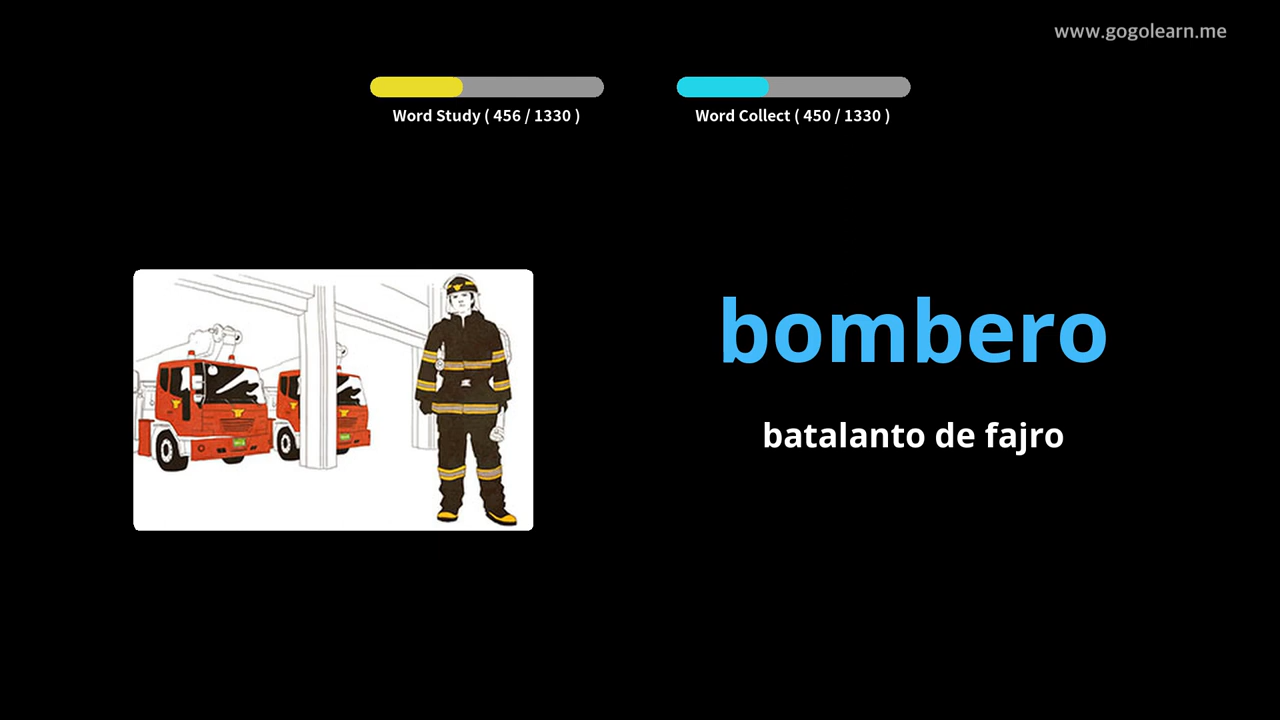 www.gogolearn.me
Word Study ( 456 / 1330 )
Word Collect ( 450 / 1330 )
bombero
batalanto de fajro